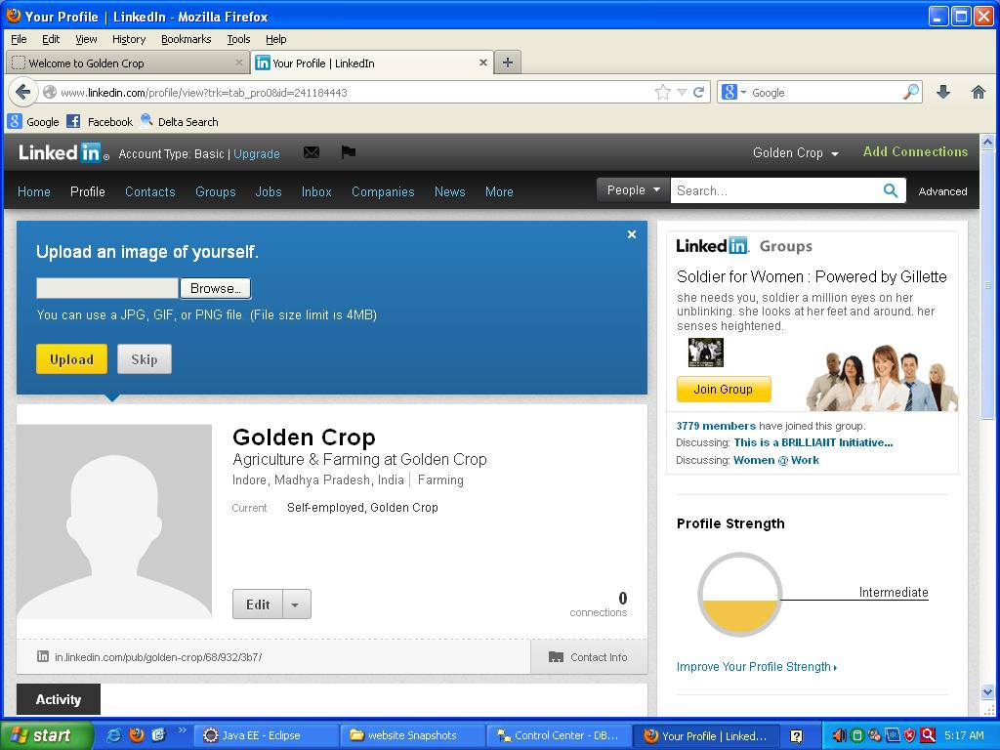 Your Profile | LinkedIn - Mozilla Firefox
File Edit View History Bookmarks Tools Help
Welcome to Golden Crop
Your Profile | LinkedIn
www.linkedin.com/profile/view?trk=tab_pro0&id=241184443
Google
Google Facebook Delta Search
Linked in Account Type: Basic | Upgrade
Golden Crop Add Connections
Home Profile Contacts Groups Jobs Inbox Companies News More
People Search... Advanced
Upload an image of yourself.
Browse...
You can use a JPG, GIF, or PNG file. (File size limit is 4MB)
Upload Skip
Golden Crop
Agriculture & Farming at Golden Crop
Indore, Madhya Pradesh, India | Farming
Current Self-employed, Golden Crop
Edit
0
connections
in.linkedin.com/pub/golden-crop/68/932/3b7/
Contact Info
Activity
Linked in Groups
Soldier for Women : Powered by Gillette
she needs you, soldier a million eyes on her
unblinking. she looks at her feet and around. her
senses heightened.
Join Group
3779 members have joined this group.
Discussing: This is a BRILLIANT Initiative...
Discussing: Women @ Work
Profile Strength
Intermediate
Improve Your Profile Strength
start
Java EE - Eclipse
website Snapshots
Control Center - DB...
Your Profile | Linked...
5:17 AM